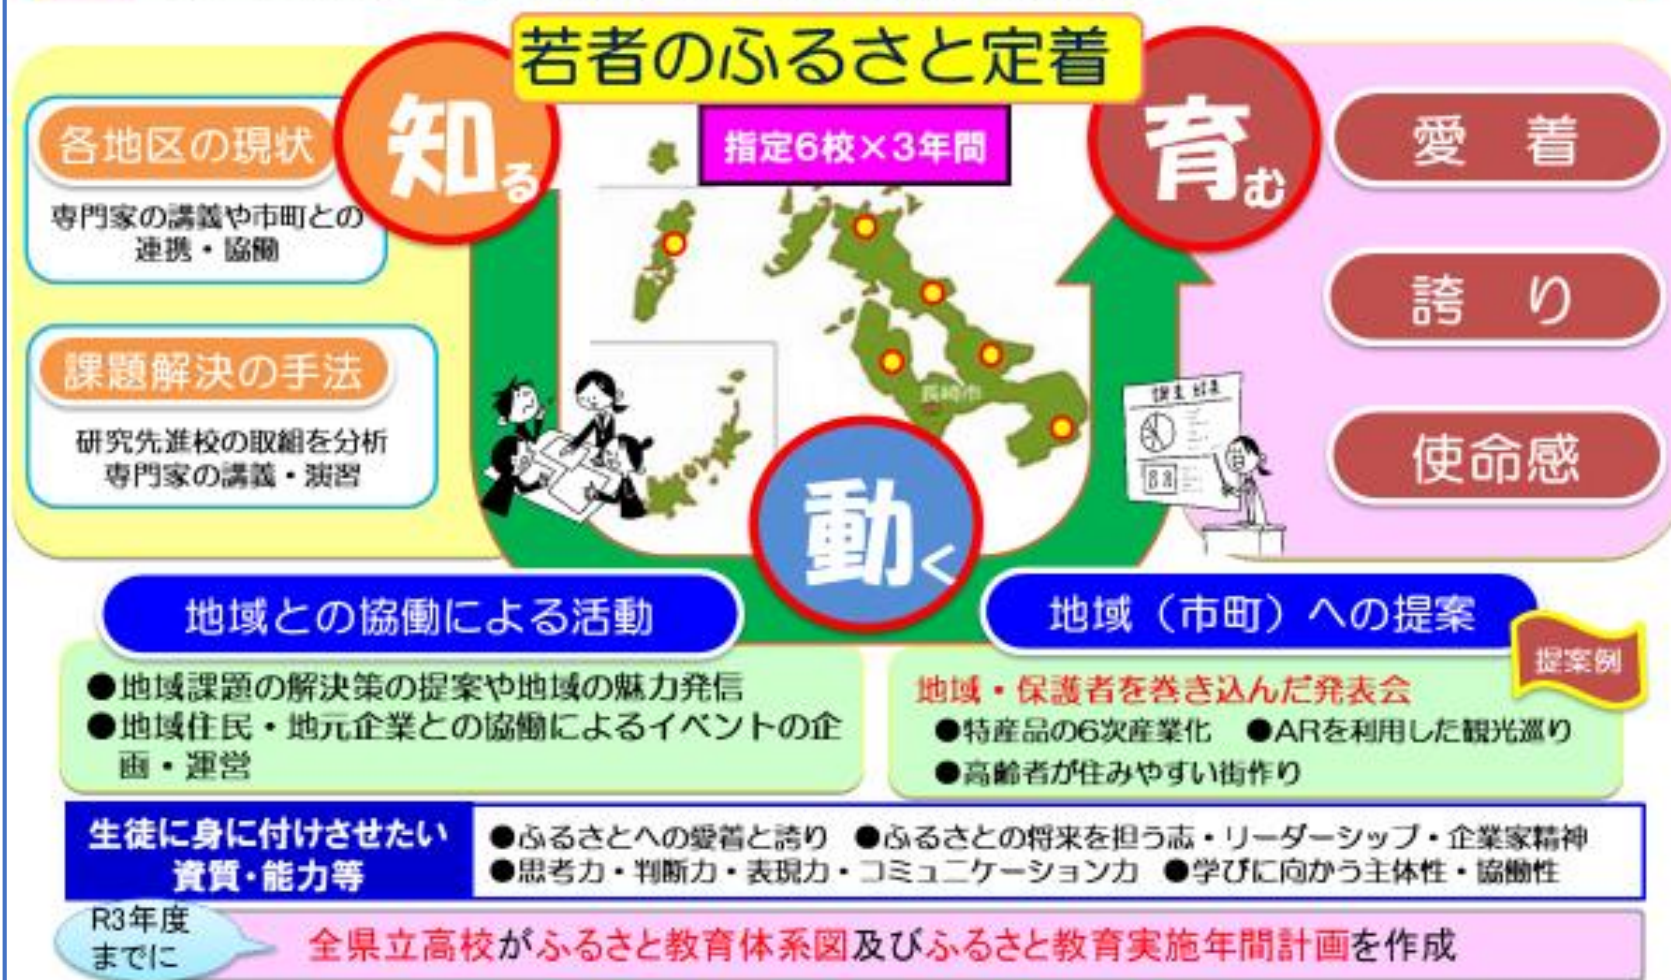 若者のふるさと定着
知る
育む
指定6校×3年間
各地区の現状
専門家の講義や市町との
連携・協働
課題解決の手法
研究先進校の取組を分析
専門家の講義・演習
愛 着
誇 り
使命感
長崎市
調査 結果
動く
地域との協働による活動
●地域課題の解決策の提案や地域の魅力発信
●地域住民・地元企業との協働によるイベントの企
画・運営
地域（市町）への提案
提案例
地域・保護者を巻き込んだ発表会
●特産品の6次産業化 ●ARを利用した観光巡り
●高齢者が住みやすい街作り
生徒に身に付けさせたい
資質・能力等
●ふるさとへの愛着と誇り ●ふるさとの将来を担う志・リーダーシップ・企業家精神
●思考力・判断力・表現力・コミュニケーション力 ●学びに向かう主体性・協働性
R3年度
までに
全県立高校がふるさと教育体系図及びふるさと教育実施年間計画を作成